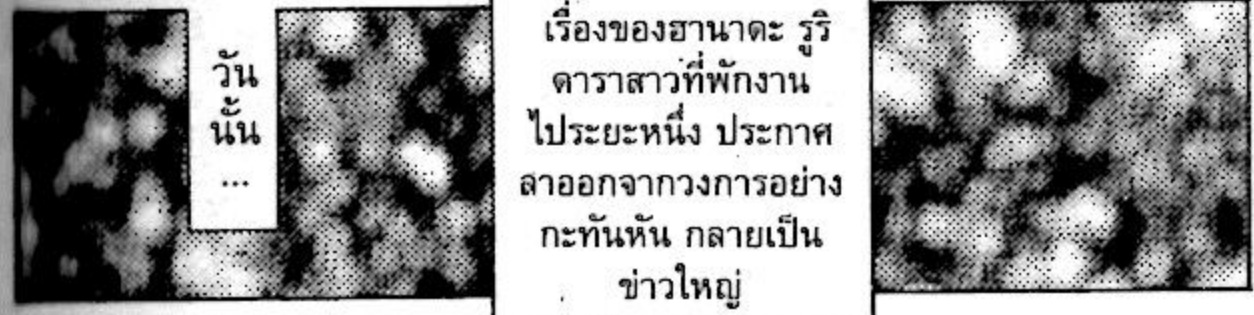 วัน
นั้น
...
เรื่องของฮานาดะ รูริ
ดาราสาวที่พักงาน
ไประยะหนึ่ง ประกาศ
ลาออกจากวงการอย่าง
กะทันหัน กลายเป็น
ข่าวใหญ่